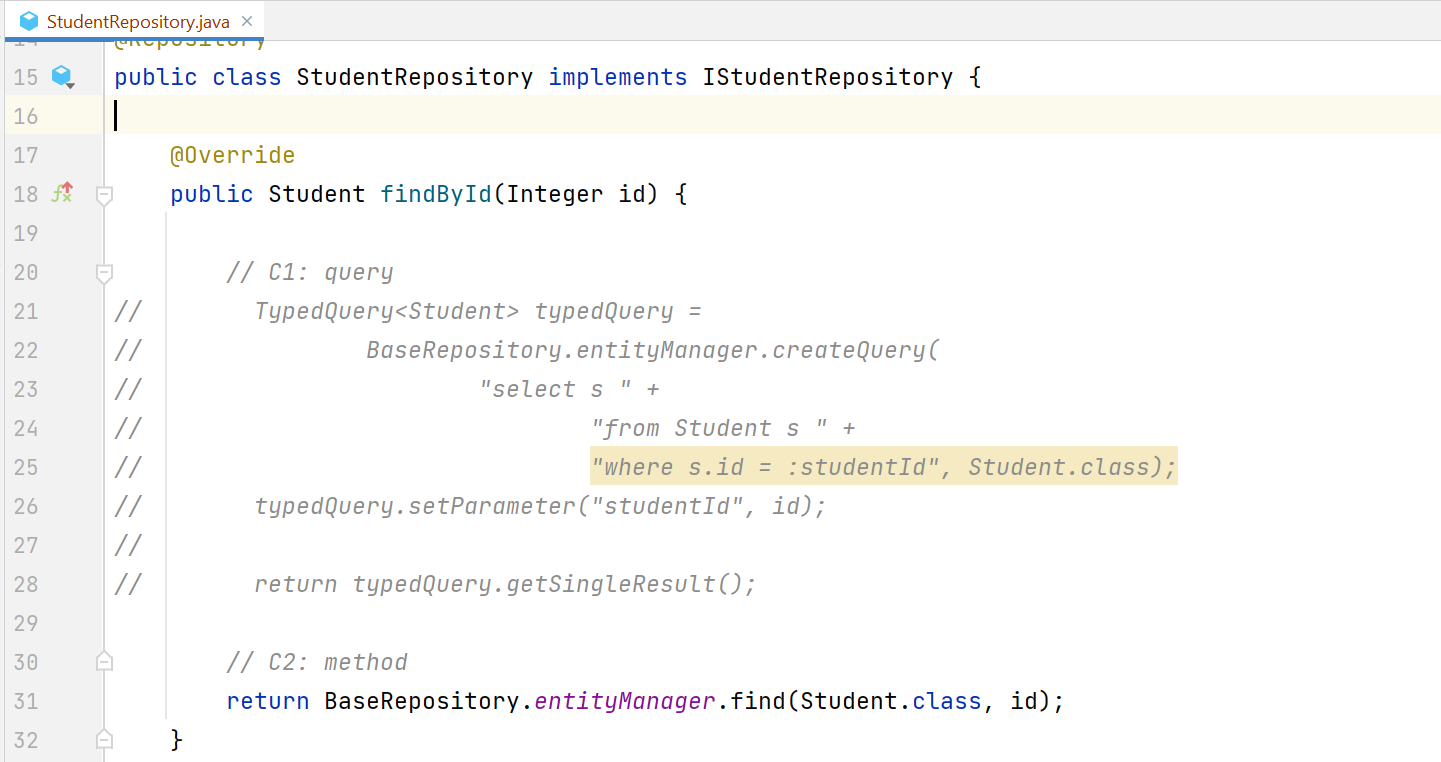 StudentRepository.java
14 @Repository
15 public class StudentRepository implements IStudentRepository {
16
17 @Override
18 public Student findById(Integer id) {
19
20 // C1: query
21 // TypedQuery<Student> typedQuery =
22 // BaseRepository.entityManager.createQuery(
23 // "select s " +
24 // "from Student s " +
25 // "where s.id = :studentId", Student.class);
26 // typedQuery.setParameter("studentId", id);
27 //
28 // return typedQuery.getSingleResult();
29
30 // C2: method
31 return BaseRepository.entityManager.find(Student.class, id);
32 }